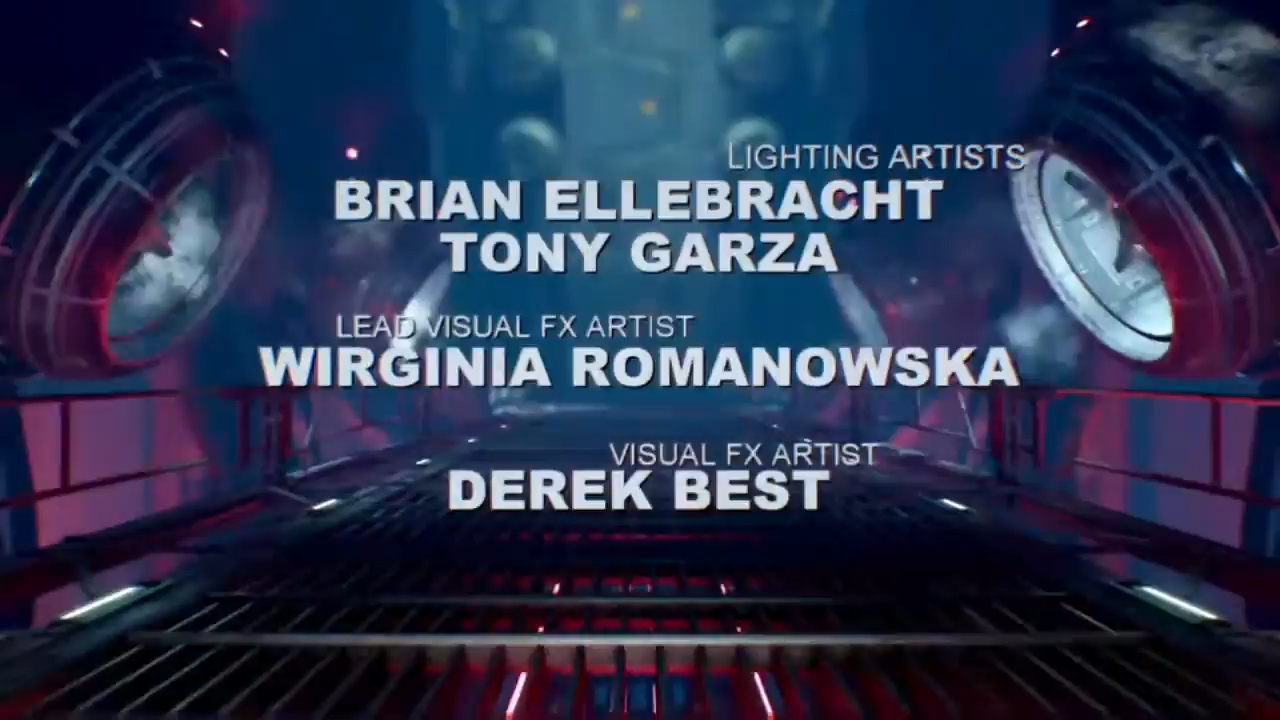 LIGHTING ARTISTS
BRIAN ELLEBRACHT
TONY GARZA
LEAD VISUAL FX ARTIST
WIRGINIA ROMANOWSKA
VISUAL FX ARTIST
DEREK BEST